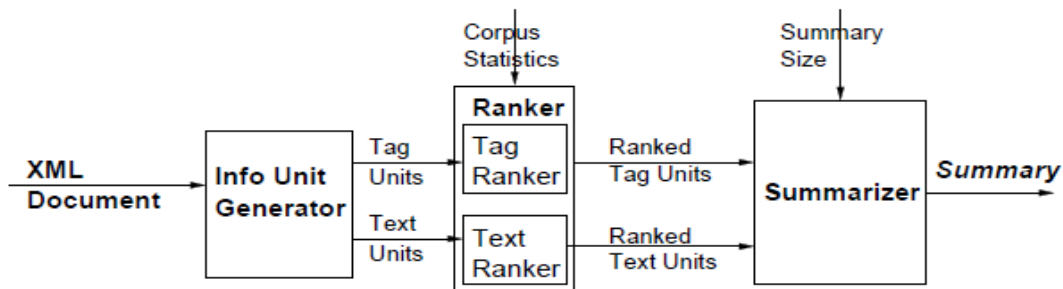 Corpus
Statistics
Summary
Size
XML
Document
Info Unit
Generator
Tag
Units
Text
Units
Ranker
Tag
Ranker
Text
Ranker
Ranked
Tag Units
Ranked
Text Units
Summarizer
Summary